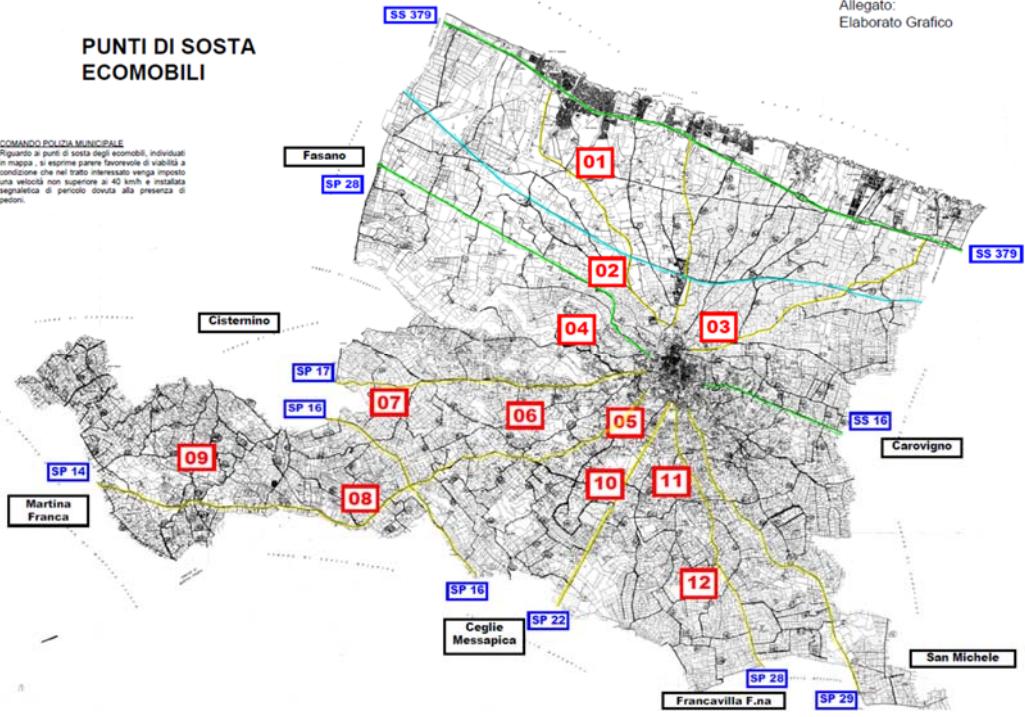 Allegato:
Elaborato Grafico
SS 379
PUNTI DI SOSTA
ECOMOBILI
COMANDO POLIZIA MUNICIPALE
Riguardo ai punti di sosta degli ecomobili, individuati
in mappa , si esprime parere favorevole di viabilità a
condizione che nel tratto interessato venga imposto
una velocità non superiore ai 40 km/h e installata
segnaletica di pericolo dovuta alla presenza di
pedoni.
Fasano
SP 28
01
SS 379
02
03
04
Cisternino
SP 17
SP 16
07
06
05
SS 16
Carovigno
09
SP 14
08
10
11
Martina
Franca
12
SP 16
SP 22
Ceglie
Messapica
San Michele
SP 28
Francavilla F.na
SP 29